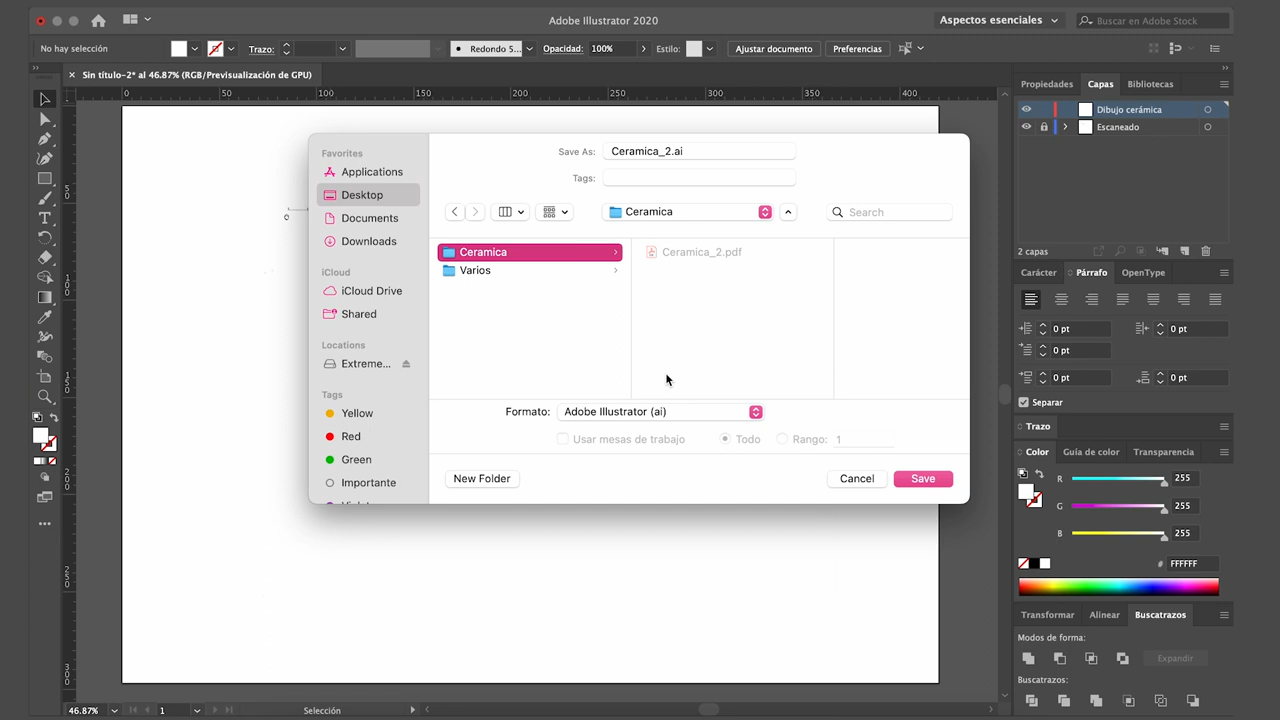 Adobe Illustrator 2020
Aspectos esenciales
Buscar en Adobe Stock
No hay selección
Trazo:
Redondo 5...
Opacidad:
100%
Estilo:
Ajustar documento
Preferencias
Sin título-2* al 46.87% (RGB/Previsualización de GPU)
0 50 100 150 200 250 300 350 400
50
100
150
200
250
300
Favorites
Applications
Desktop
Documents
Downloads
iCloud
iCloud Drive
Shared
Locations
Extreme...
Tags
Yellow
Red
Green
Importante
Save As: Ceramica_2.ai
Tags:
Ceramica
Search
Ceramica
Varios
Ceramica_2.pdf
Formato: Adobe Illustrator (ai)
Usar mesas de trabajo
Todo
Rango: 1
New Folder
Cancel
Save
Propiedades
Capas
Bibliotecas
Dibujo cerámica
Escaneado
2 capas
Carácter
Párrafo
OpenType
0 pt
0 pt
0 pt
0 pt
0 pt
Separar
Trazo
Color
Guía de color
Transparencia
R 255
G 255
B 255
# FFFFFF
Transformar
Alinear
Buscatrazos
Modos de forma:
Expandir
Buscatrazos:
46.87%
1
Selección